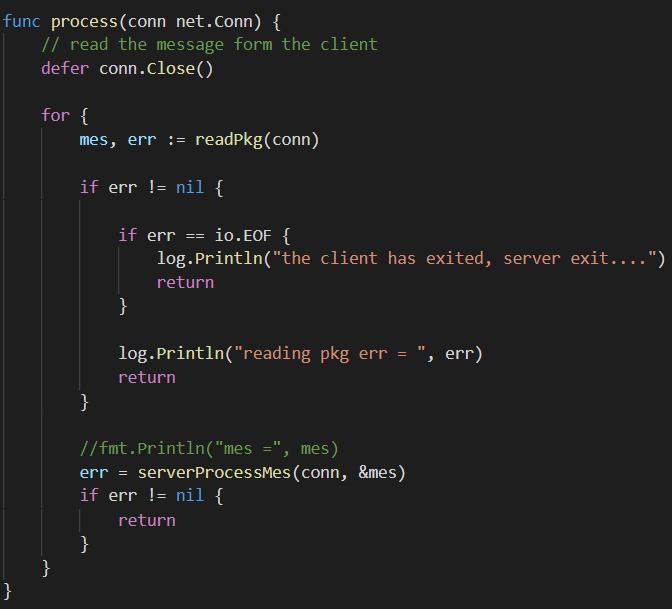 func process(conn net.Conn) {
// read the message form the client
defer conn.Close()
for {
mes, err := readPkg(conn)
if err != nil {
if err == io.EOF {
log.Println("the client has exited, server exit....")
return
}
log.Println("reading pkg err = ", err)
return
}
//fmt.Println("mes =", mes)
err = serverProcessMes(conn, &mes)
if err != nil {
return
}
}
}